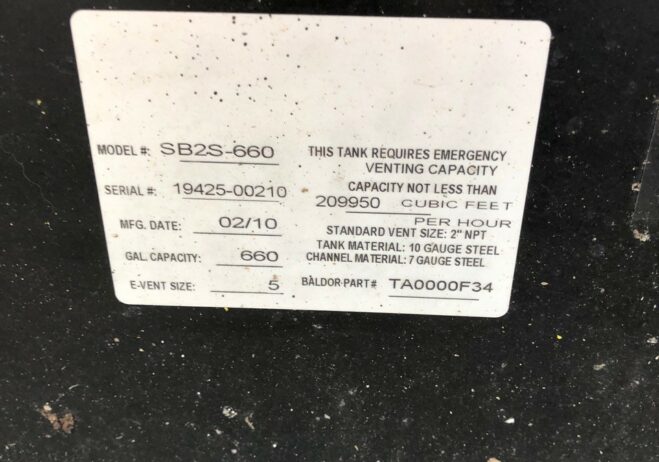 MODEL #: SB2S-660
SERIAL #: 19425-00210
MFG. DATE: 02/10
GAL. CAPACITY: 660
E-VENT SIZE: 5
THIS TANK REQUIRES EMERGENCY
VENTING CAPACITY
CAPACITY NOT LESS THAN
209950 CUBIC FEET
PER HOUR
STANDARD VENT SIZE: 2" NPT
TANK MATERIAL: 10 GAUGE STEEL
CHANNEL MATERIAL: 7 GAUGE STEEL
BALDOR PART# TA0000F34